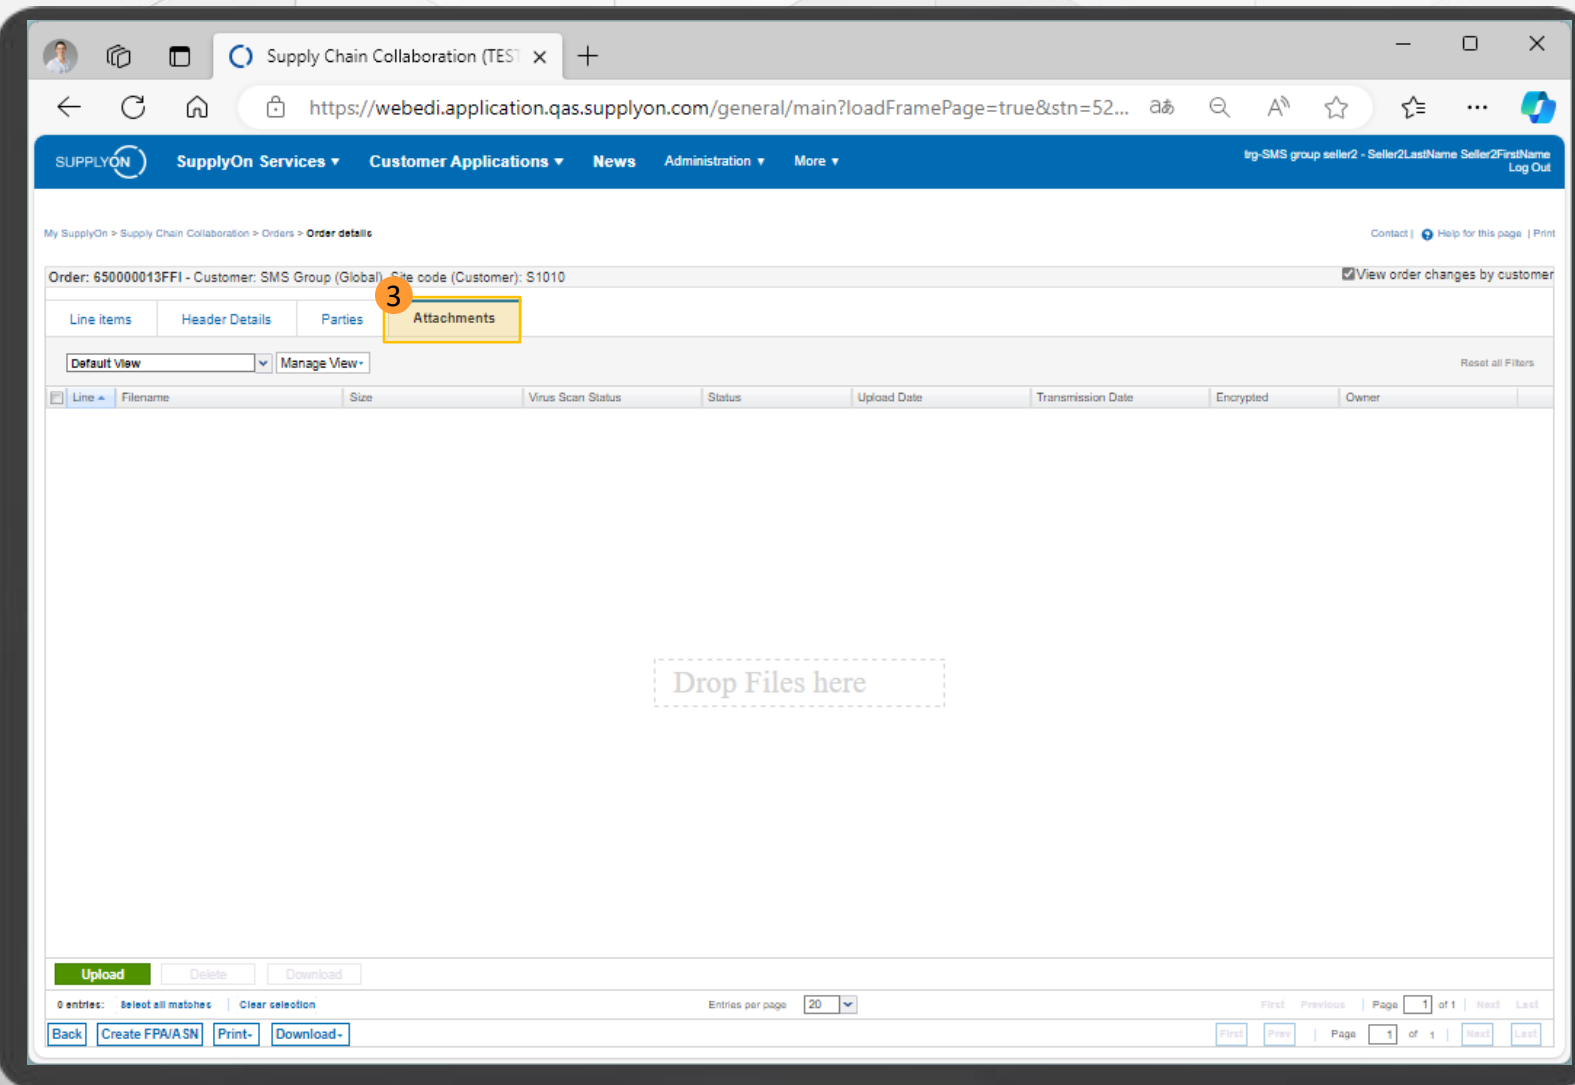 Supply Chain Collaboration (TEST
https://webedi.application.qas.supplyon.com/general/main?loadFramePage=true&stn=52...
SUPPLYON
SupplyOn Services ▾ Customer Applications ▾ News Administration ▾ More ▾
trg-SMS group seller2 - Seller2LastName Seller2FirstName
Log Out
My SupplyOn > Supply Chain Collaboration > Orders > Order details
Contact | Help for this page | Print
Order: 650000013FFI - Customer: SMS Group (Global), Site code (Customer): S1010
View order changes by customer
3
Line items Header Details Parties Attachments
Default View Manage View
Reset all Filters
Line Filename Size Virus Scan Status Status Upload Date Transmission Date Encrypted Owner
Drop Files here
Upload Delete Download
0 entries: Select all matches | Clear selection
Entries per page 20
First Previous | Page 1 of 1 | Next Last
Back Create FPA/ASN Print Download
First Prev | Page 1 of 1 | Next Last